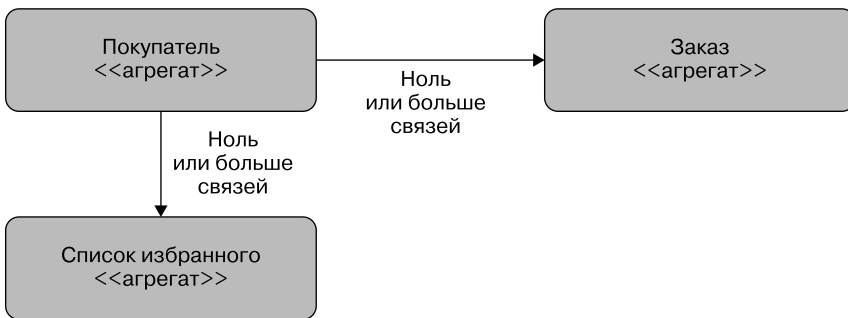 Покупатель
<<агрегат>>
Ноль
или больше
связей
Заказ
<<агрегат>>
Ноль
или больше
связей
Список избранного
<<агрегат>>